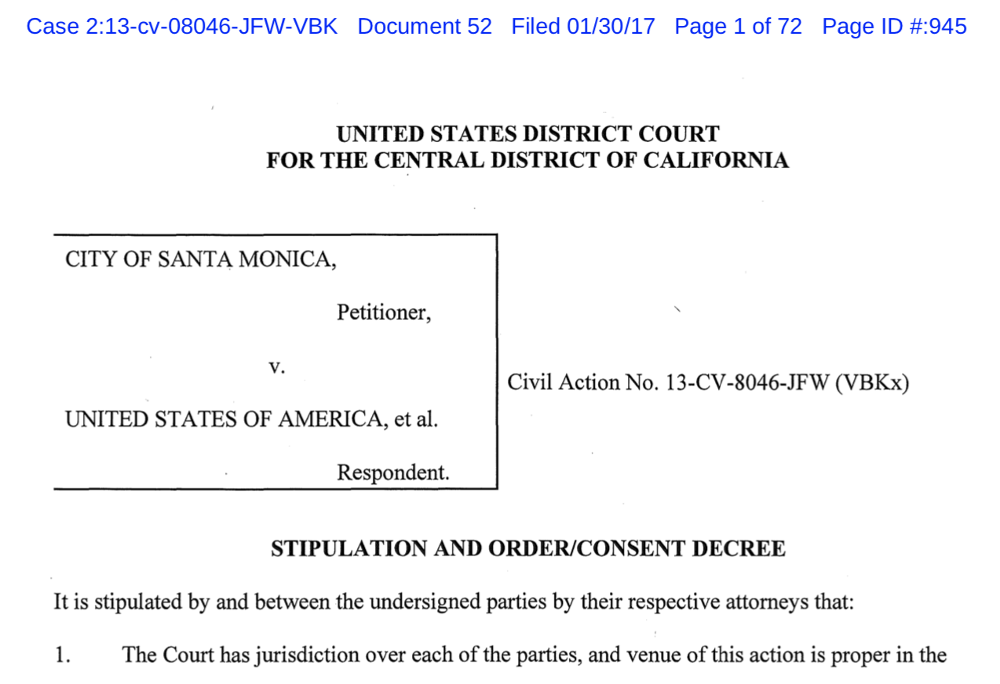 Case 2:13-cv-08046-JFW-VBK Document 52 Filed 01/30/17 Page 1 of 72 Page ID #:945
UNITED STATES DISTRICT COURT
FOR THE CENTRAL DISTRICT OF CALIFORNIA
CITY OF SANTA MONICA,
Petitioner,
v.
UNITED STATES OF AMERICA, et al.
Respondent.
Civil Action No. 13-CV-8046-JFW (VBKx)
STIPULATION AND ORDER/CONSENT DECREE
It is stipulated by and between the undersigned parties by their respective attorneys that:
1. The Court has jurisdiction over each of the parties, and venue of this action is proper in the